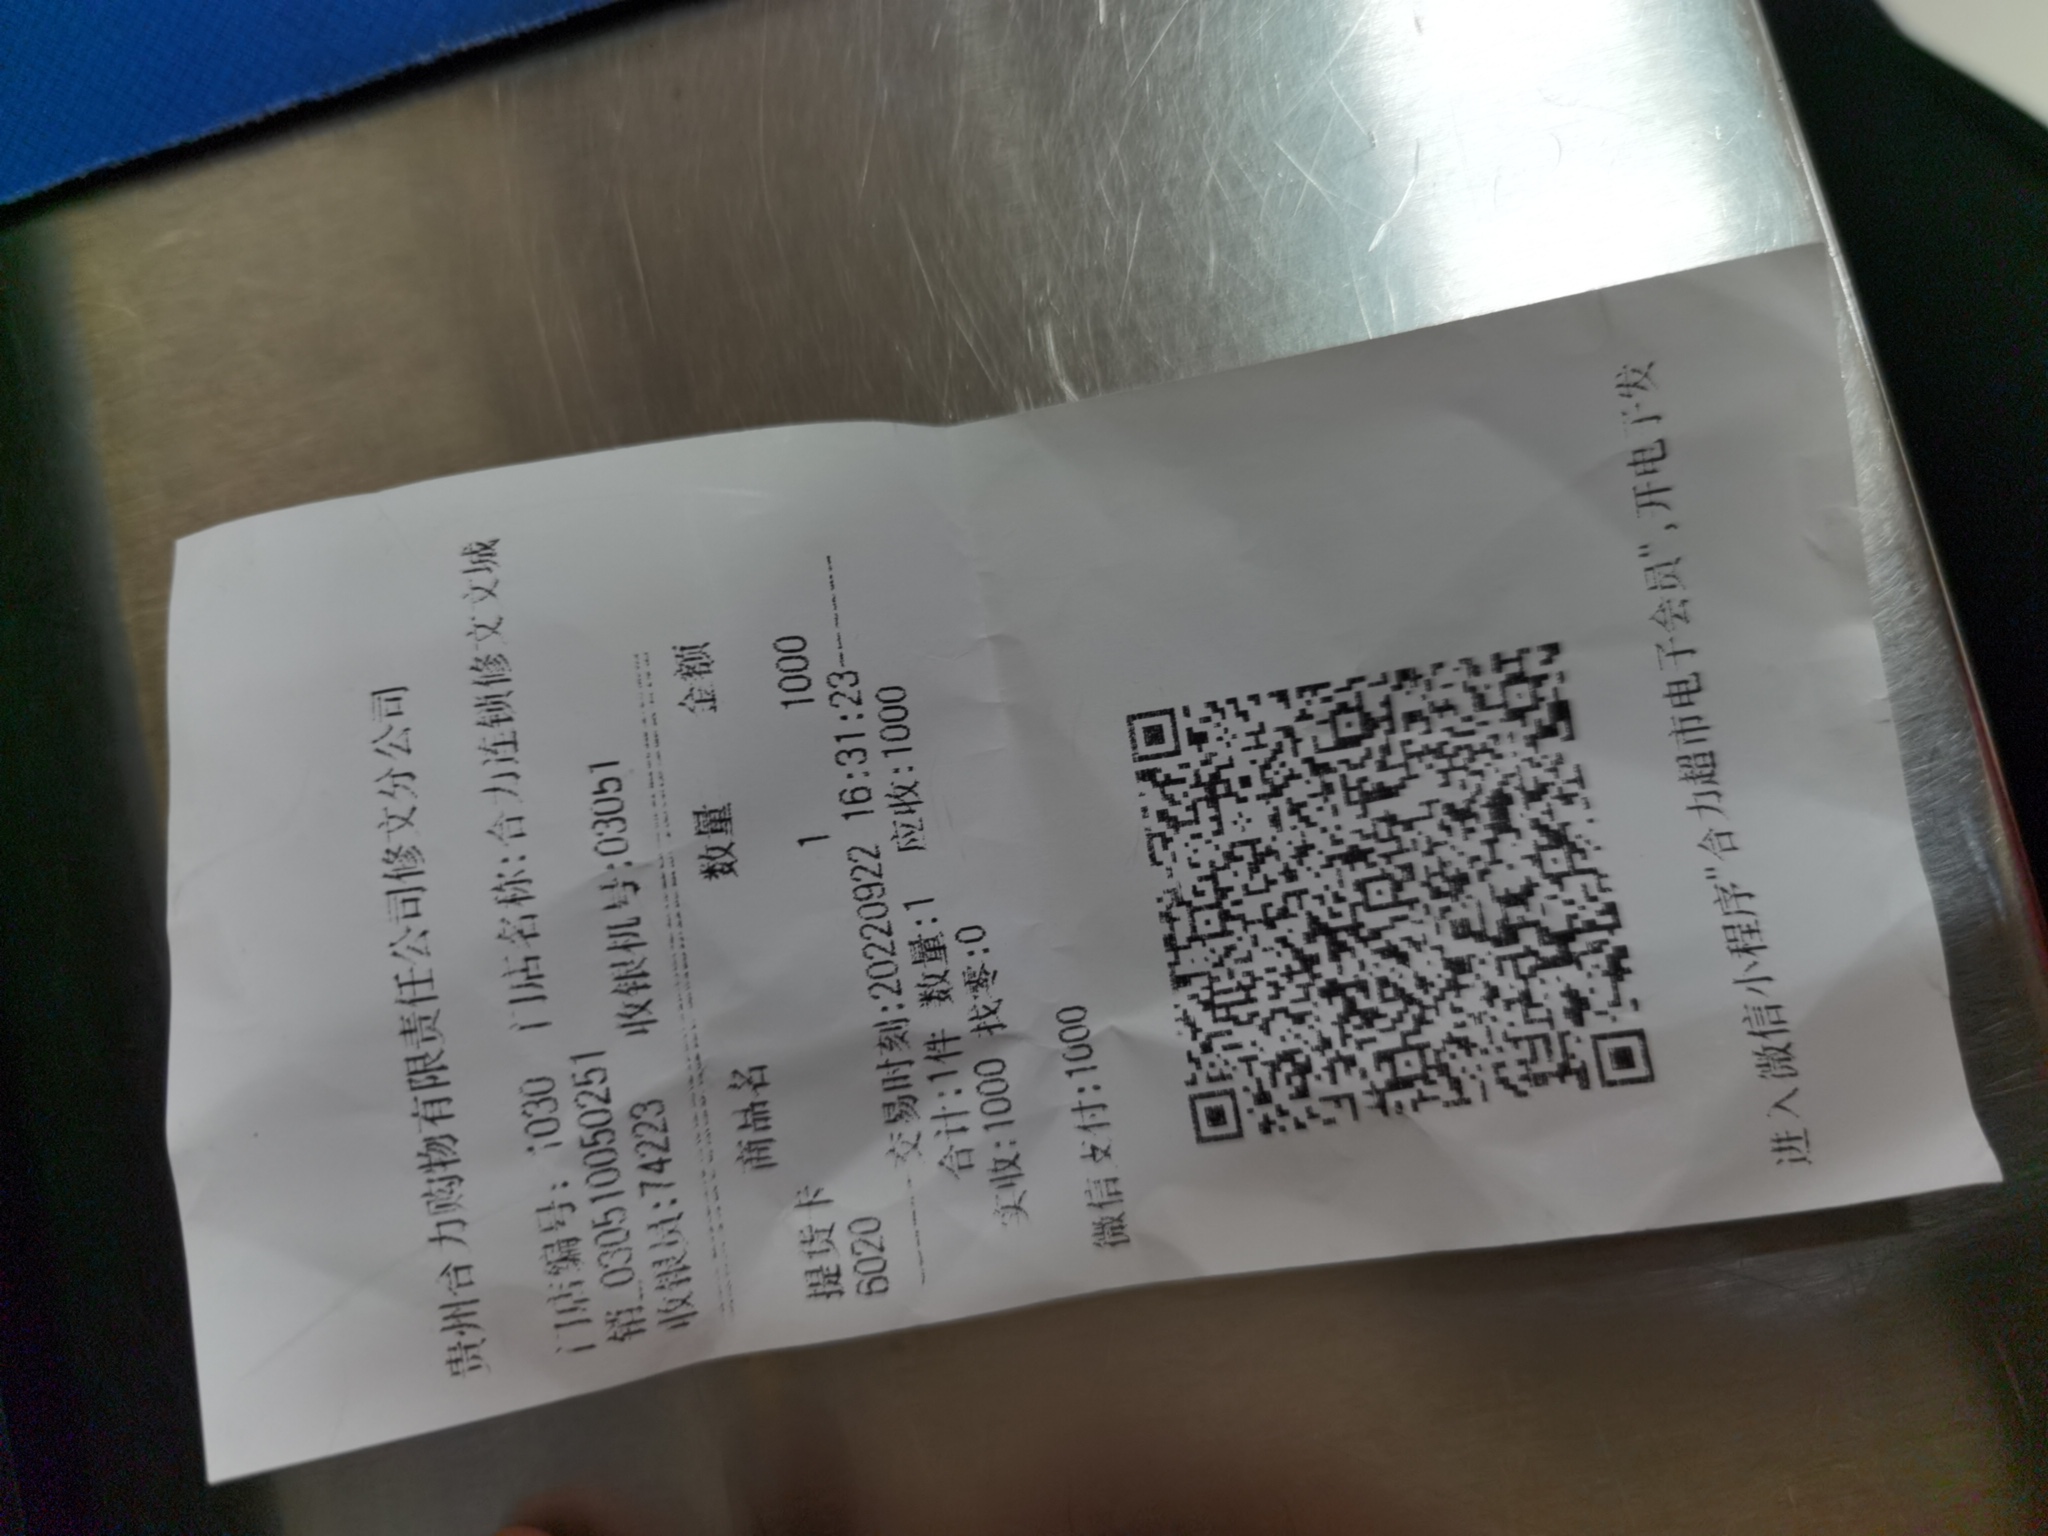 贵州合力购物有限责任公司修文分公司
门店编号: 1030 门店名称:合力连锁修文文城
销_030510050251
收银员:74223 收银机号:03051
商品名 数量 金额
提货卡 1 1000
6020
交易时刻:20220922 16:31:23
合计:1件 数量:1 应收:1000
实收:1000 找零:0
微信支付:1000
进入微信小程序"合力超市电子会员",开电子发